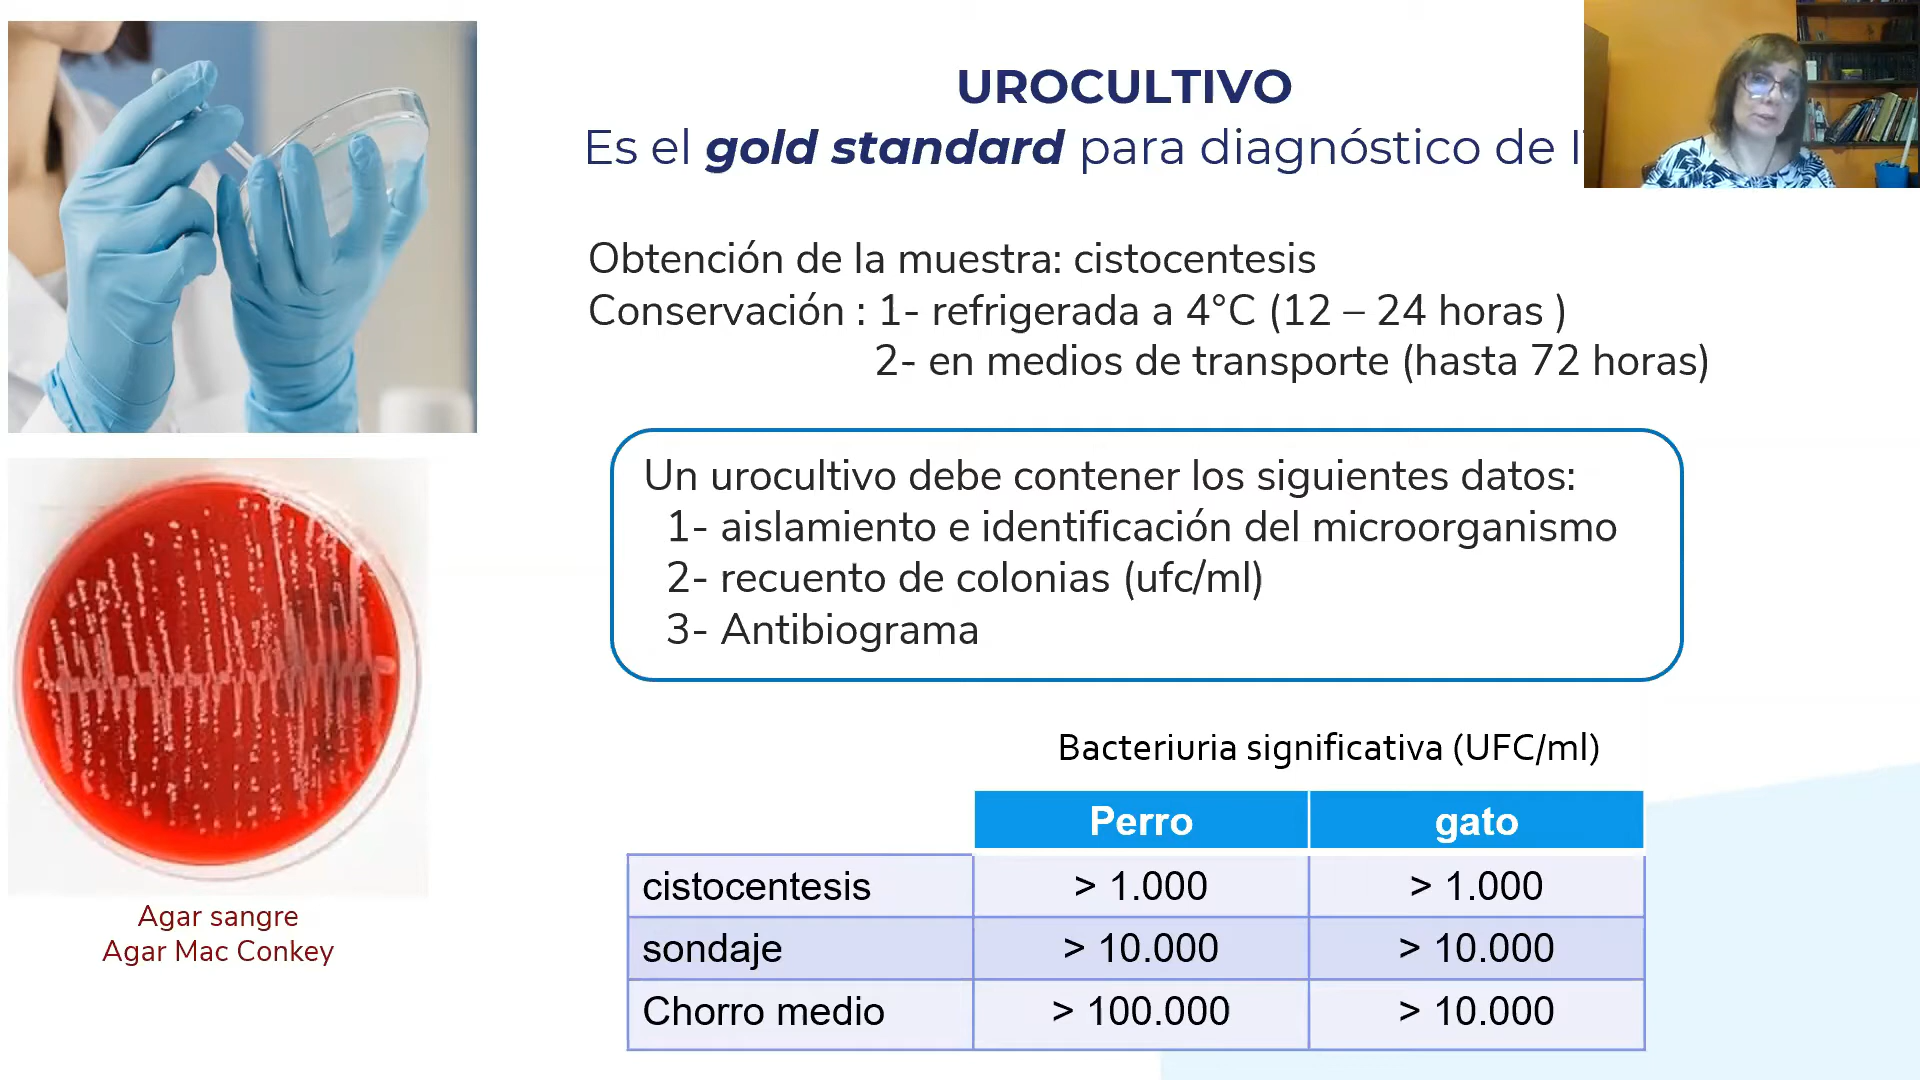 UROCULTIVO
Es el gold standard para diagnóstico de
Obtención de la muestra: cistocentesis
Conservación : 1- refrigerada a 4°C (12 – 24 horas )
2- en medios de transporte (hasta 72 horas)
Un urocultivo debe contener los siguientes datos:
1- aislamiento e identificación del microorganismo
2- recuento de colonias (ufc/ml)
3- Antibiograma
Agar sangre
Agar Mac Conkey
Bacteriuria significativa (UFC/ml)
Perro gato
cistocentesis > 1.000 > 1.000
sondaje > 10.000 > 10.000
Chorro medio > 100.000 > 10.000